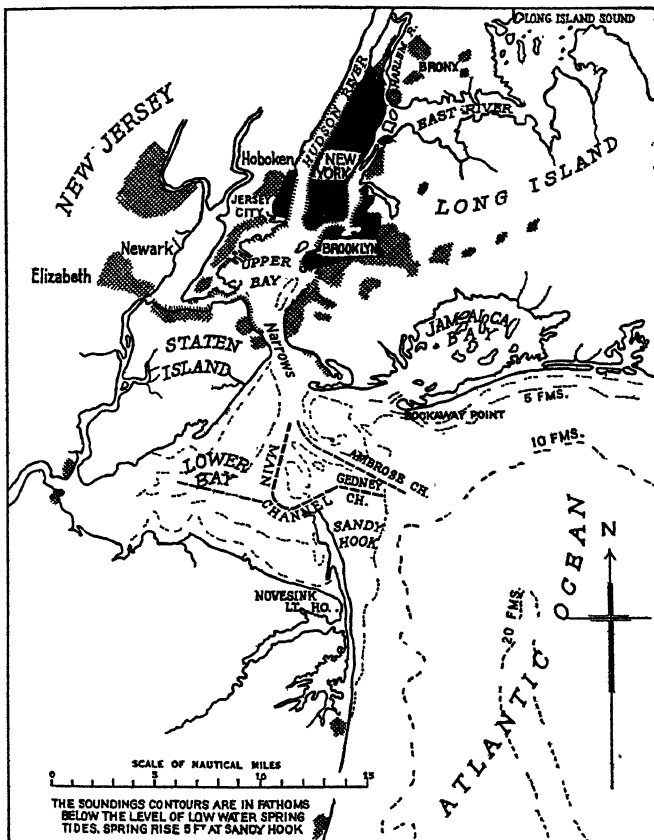 LONG ISLAND SOUND
HARLEM R.
BRONX
HUDSON RIVER
EAST RIVER
NEW JERSEY
Hoboken
NEW
YORK
LONG ISLAND
JERSEY
CITY
Newark
BROOKLYN
Elizabeth
UPPER
BAY
JAMAICA
BAY
STATEN
ISLAND
Narrows
ROCKAWAY POINT
5 FMS.
10 FMS.
LOWER
BAY
MAIN
CHANNEL
AMBROSE CH.
GEDNEY
CH.
SANDY
HOOK
N
ATLANTIC OCEAN
20 FMS.
NOVESINK
LT. HO.
SCALE OF NAUTICAL MILES
0 5 10 15
THE SOUNDINGS CONTOURS ARE IN FATHOMS
BELOW THE LEVEL OF LOW WATER SPRING
TIDES. SPRING RISE 5 FT AT SANDY HOOK